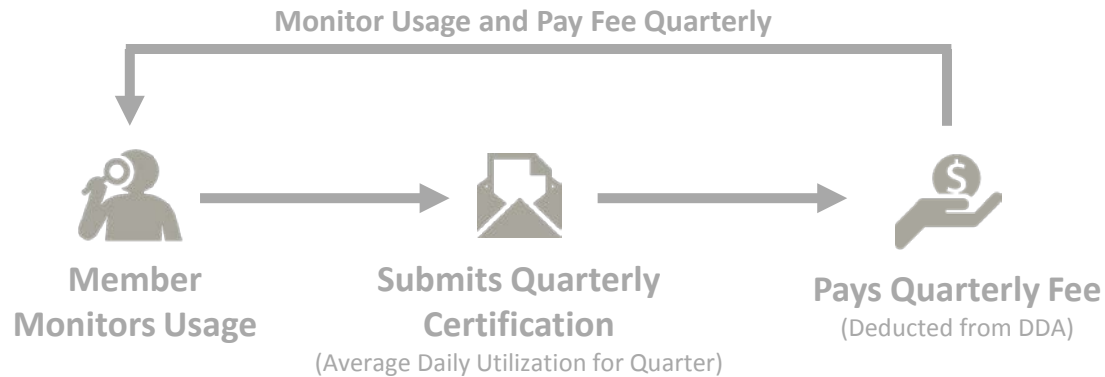 Monitor Usage and Pay Fee Quarterly
$
Member
Monitors Usage
Submits Quarterly
Certification
(Average Daily Utilization for Quarter)
Pays Quarterly Fee
(Deducted from DDA)